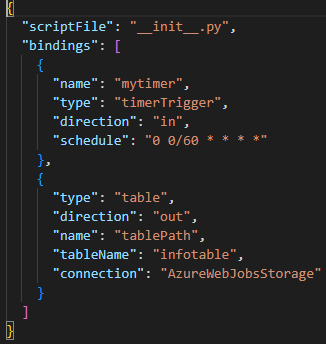 {
  "scriptFile": "__init__.py",
  "bindings": [
    {
      "name": "mytimer",
      "type": "timerTrigger",
      "direction": "in",
      "schedule": "0 0/60 * * * *"
    },
    {
      "type": "table",
      "direction": "out",
      "name": "tablePath",
      "tableName": "infotable",
      "connection": "AzureWebJobsStorage"
    }
  ]
}